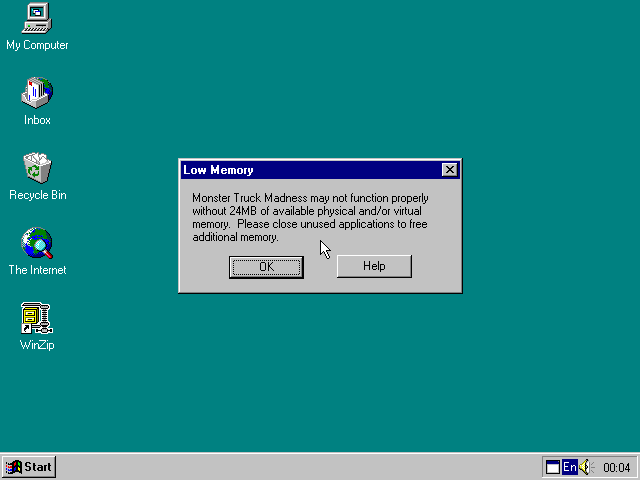 My Computer
Inbox
Recycle Bin
The Internet
WinZip
Low Memory
Monster Truck Madness may not function properly
without 24MB of available physical and/or virtual
memory.  Please close unused applications to free
additional memory.
OK
Help
Start
En
00:04